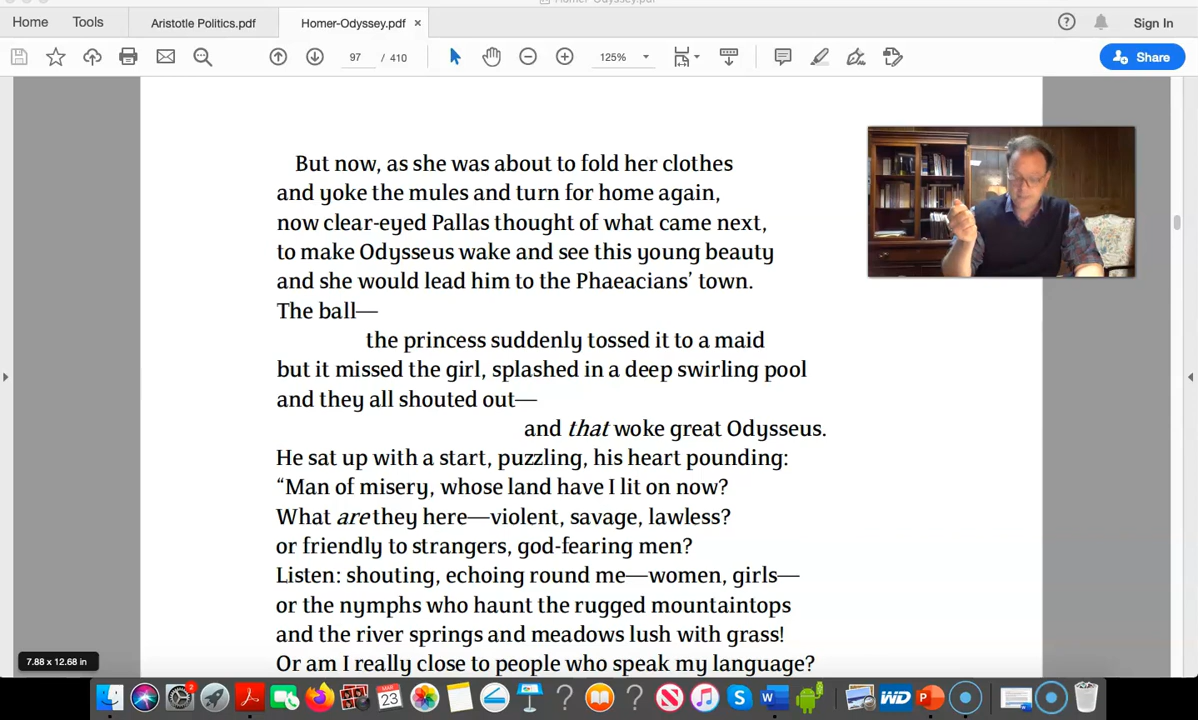 Homer-Odyssey.pdf
Home Tools Aristotle Politics.pdf Homer-Odyssey.pdf × ? Sign In
97 / 410 125% Share
But now, as she was about to fold her clothes
and yoke the mules and turn for home again,
now clear-eyed Pallas thought of what came next,
to make Odysseus wake and see this young beauty
and she would lead him to the Phaeacians’ town.
The ball—
the princess suddenly tossed it to a maid
but it missed the girl, splashed in a deep swirling pool
and they all shouted out—
and that woke great Odysseus.
He sat up with a start, puzzling, his heart pounding:
“Man of misery, whose land have I lit on now?
What are they here—violent, savage, lawless?
or friendly to strangers, god-fearing men?
Listen: shouting, echoing round me—women, girls—
or the nymphs who haunt the rugged mountaintops
and the river springs and meadows lush with grass!
Or am I really close to people who speak my language?
7.88 x 12.68 in
2 MAR 23 ? ? N S W WD P